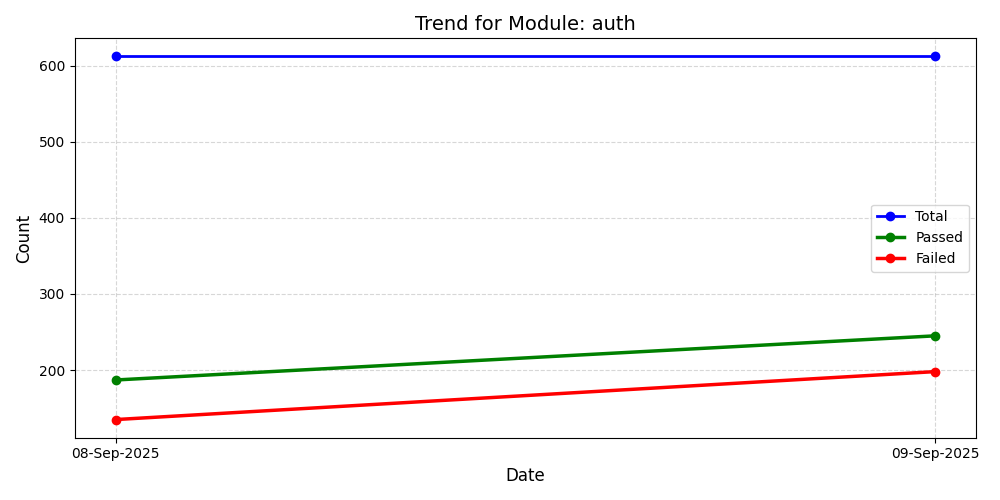 Trend for Module: auth
Count
600
500
400
300
200
Total
Passed
Failed
08-Sep-2025
09-Sep-2025
Date